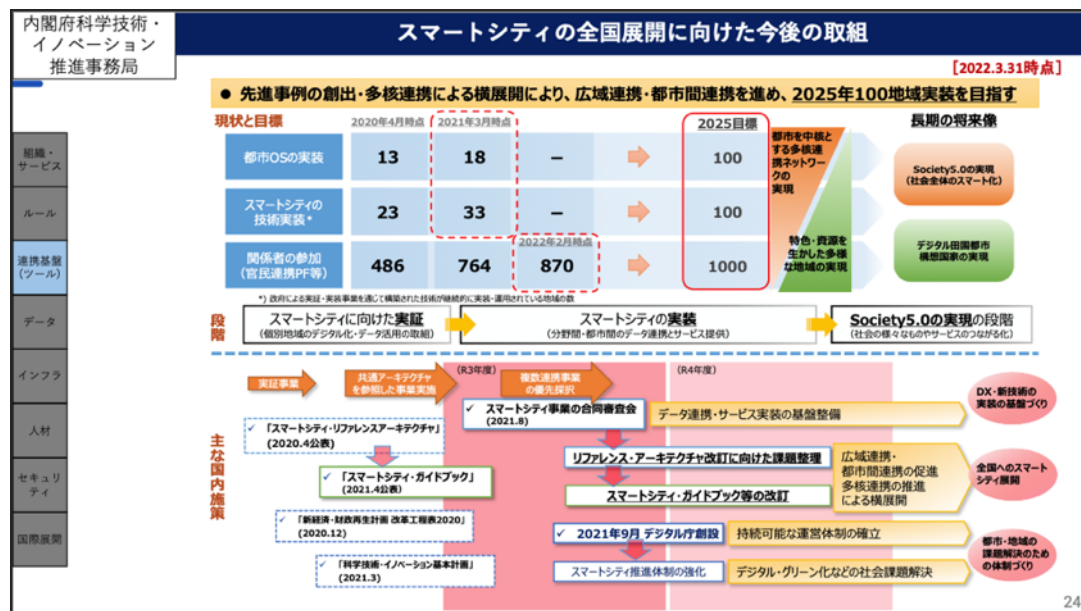 内閣府科学技術・
イノベーション
推進事務局
スマートシティの全国展開に向けた今後の取組
[2022.3.31時点]
● 先進事例の創出・多核連携による横展開により、広域連携・都市間連携を進め、2025年100地域実装を目指す
組織・
サービス
ルール
連携基盤
(ツール)
データ
インフラ
人材
セキュリ
ティ
国際展開
現状と目標
2020年4月時点
2021年3月時点
2025目標
長期の将来像
都市OSの実装
13
18
–
100
スマートシティの
技術実装*
23
33
–
100
2022年2月時点
関係者の参加
(官民連携PF等)
486
764
870
1000
都市を中核と
する多核連
携ネットワー
クの
実現
特色・資源を
生かした多様
な地域の実現
Society5.0の実現
(社会全体のスマート化)
デジタル田園都市
構想国家の実現
*) 政府による実証・実装事業を通じて構築された技術が継続的に実装・運用されている地域の数
段階
スマートシティに向けた実証
(個別地域のデジタル化・データ活用の取組)
スマートシティの実装
(分野間・都市間のデータ連携とサービス提供)
Society5.0の実現の段階
(社会の様々なものやサービスのつながる化)
主な国内施策
(R3年度)
(R4年度)
実証事業
共通アーキテクチャ
を参照した事業実施
複数連携事業
の優先採択
✓ スマートシティ事業の合同審査会
(2021.8)
データ連携・サービス実装の基盤整備
DX・新技術の
実装の基盤づくり
✓ 「スマートシティ・リファレンスアーキテクチャ」
(2020.4公表)
リファレンス・アーキテクチャ改訂に向けた課題整理
✓ 「スマートシティ・ガイドブック」
(2021.4公表)
スマートシティ・ガイドブック等の改訂
広域連携・
都市間連携の促進
多核連携の推進
による横展開
全国へのスマート
シティ展開
✓ 「新経済・財政再生計画 改革工程表2020」
(2020.12)
✓ 2021年9月 デジタル庁創設
持続可能な運営体制の確立
✓ 「科学技術・イノベーション基本計画」
(2021.3)
スマートシティ推進体制の強化
デジタル・グリーン化などの社会課題解決
都市・地域の
課題解決のため
の体制づくり
24